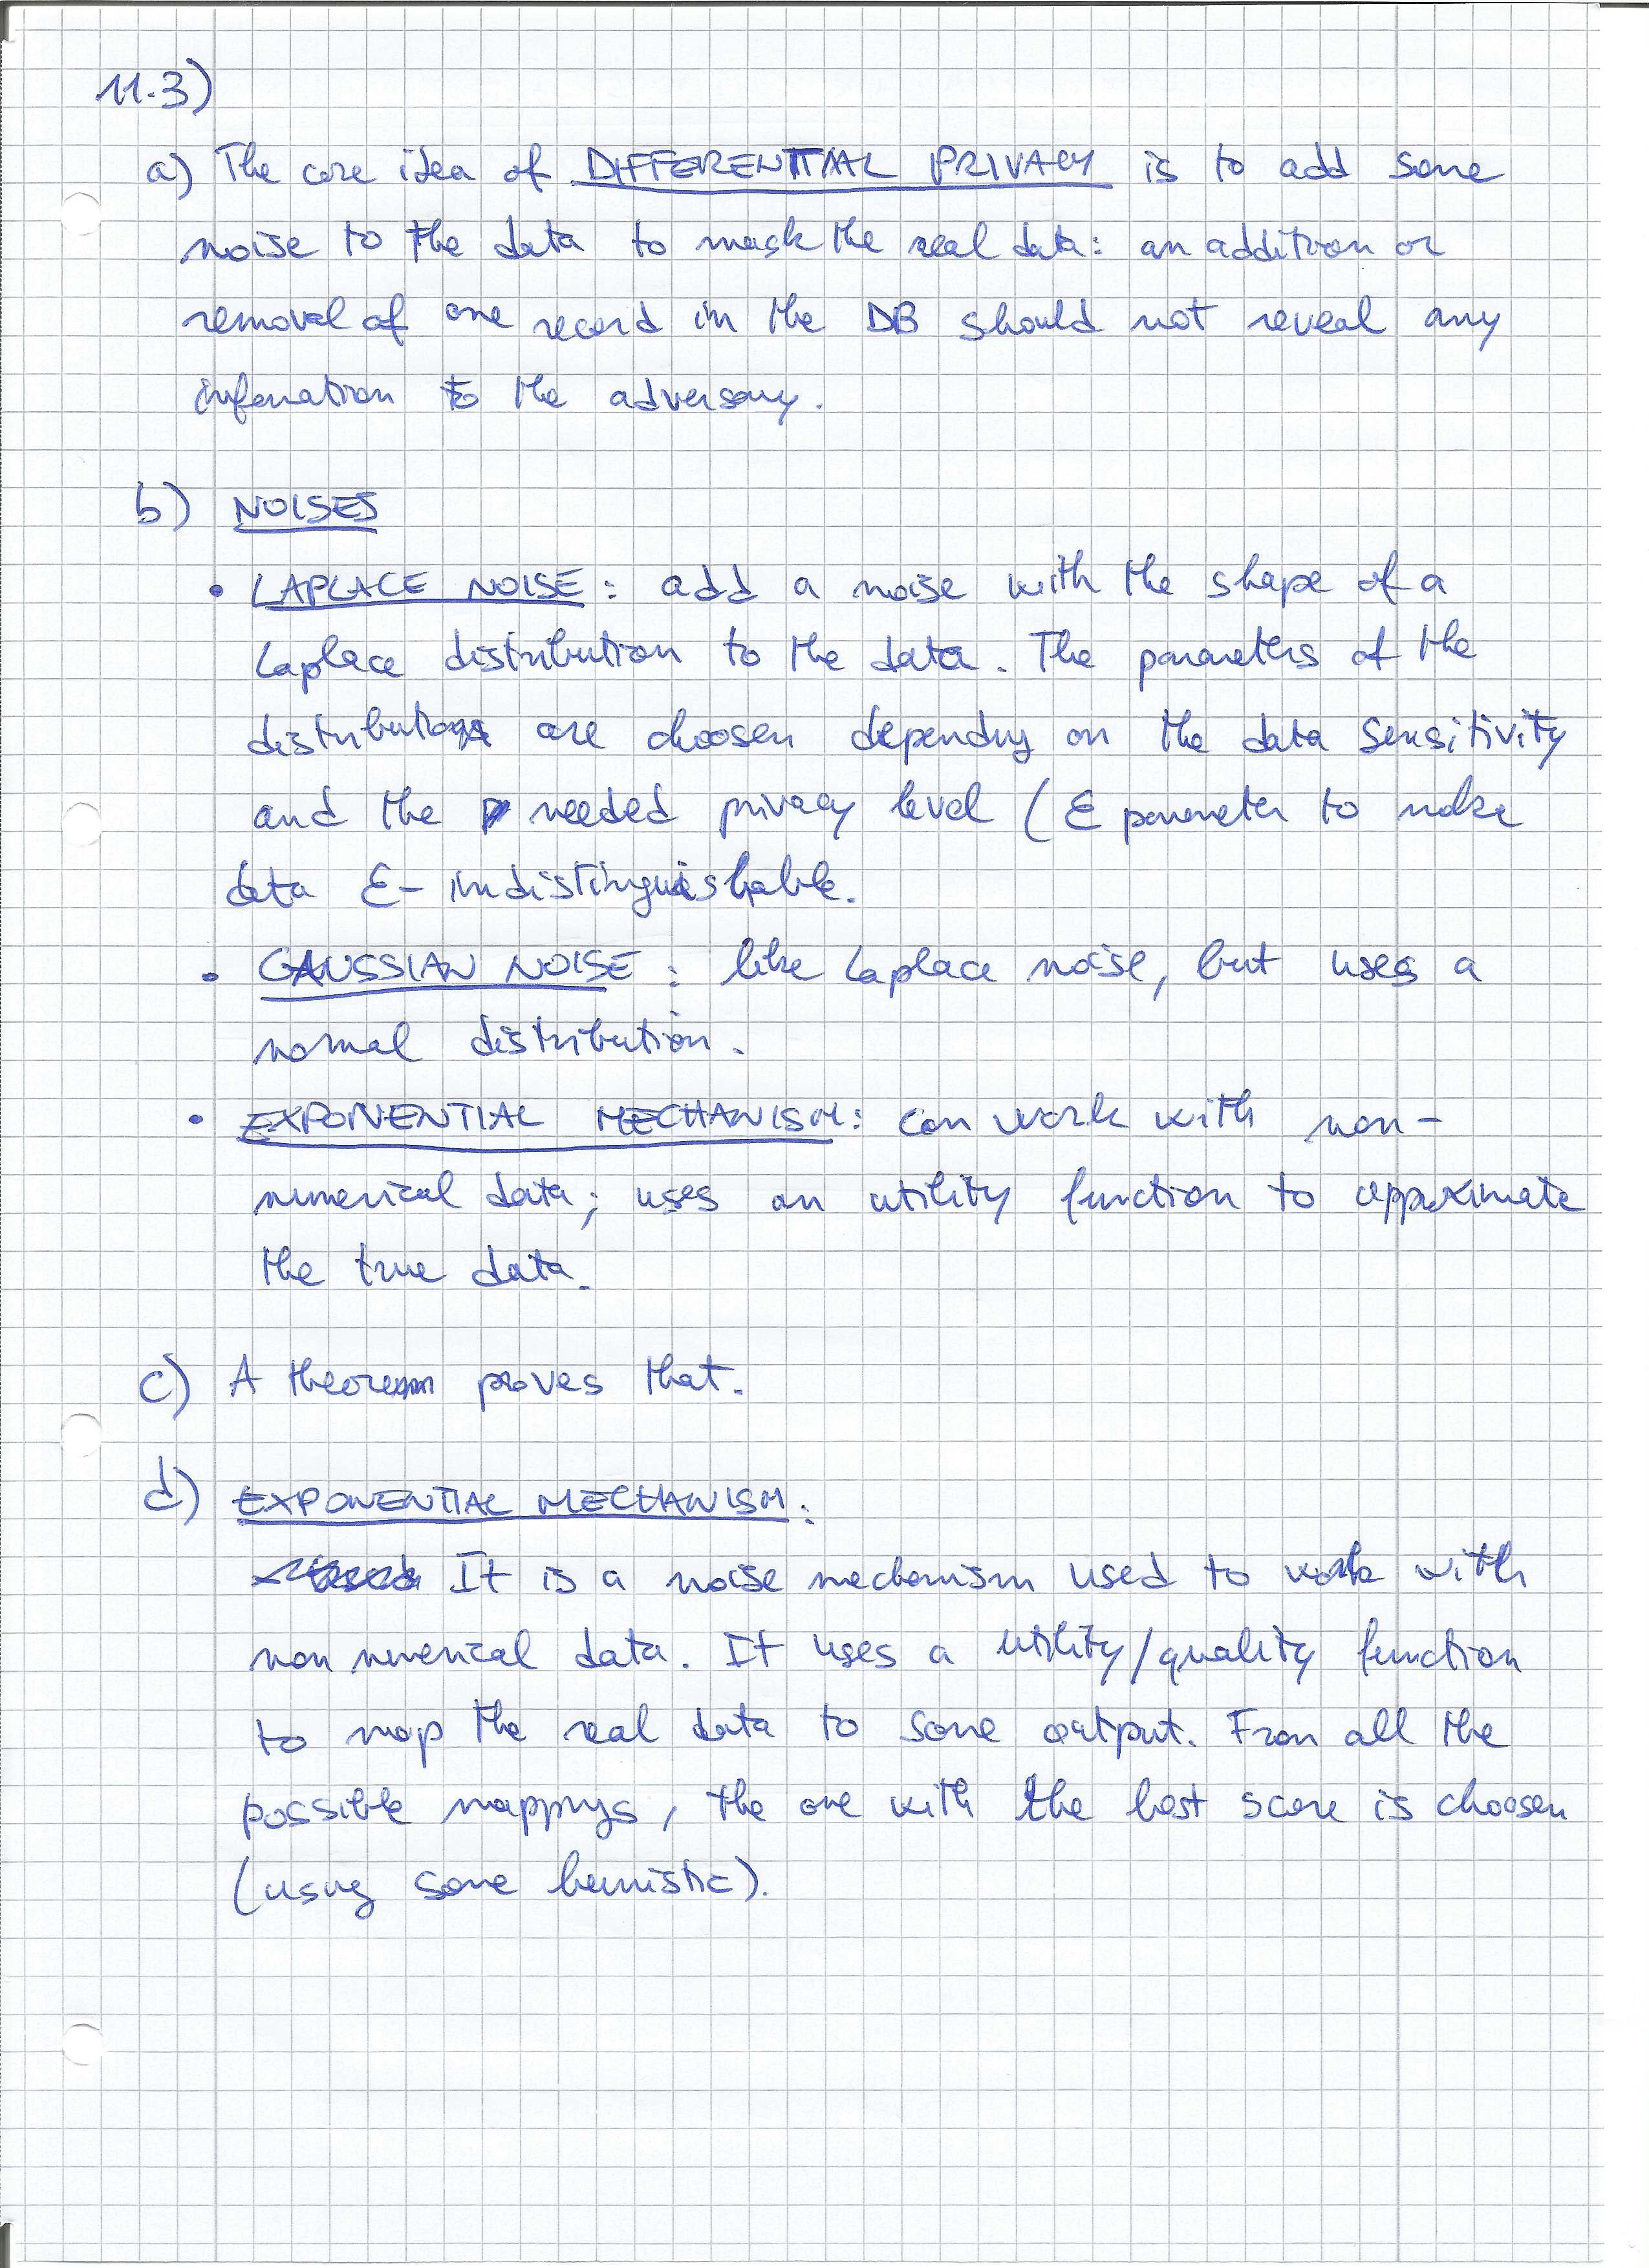 11.3)
a) The core idea of DIFFERENTIAL PRIVACY is to add some
noise to the data to mask the real data: an addition or
removal of one record in the DB should not reveal any
information to the adversary.
b) NOISES
• LAPLACE NOISE: add a noise with the shape of a
Laplace distribution to the data. The parameters of the
distribution are choosen depending on the data sensitivity
and the needed privacy level (ε parameter to make
data ε-indistinguishable.
• GAUSSIAN NOISE: like Laplace noise, but uses a
normal distribution.
• EXPONENTIAL MECHANISM: can work with non-
numerical data; uses an utility function to approximate
the true data.
c) A theorem proves that.
d) EXPONENTIAL MECHANISM:
It is a noise mechanism used to work with
non numerical data. It uses a utility/quality function
to map the real data to some output. From all the
possible mappings, the one with the best score is choosen
(using some heuristic).